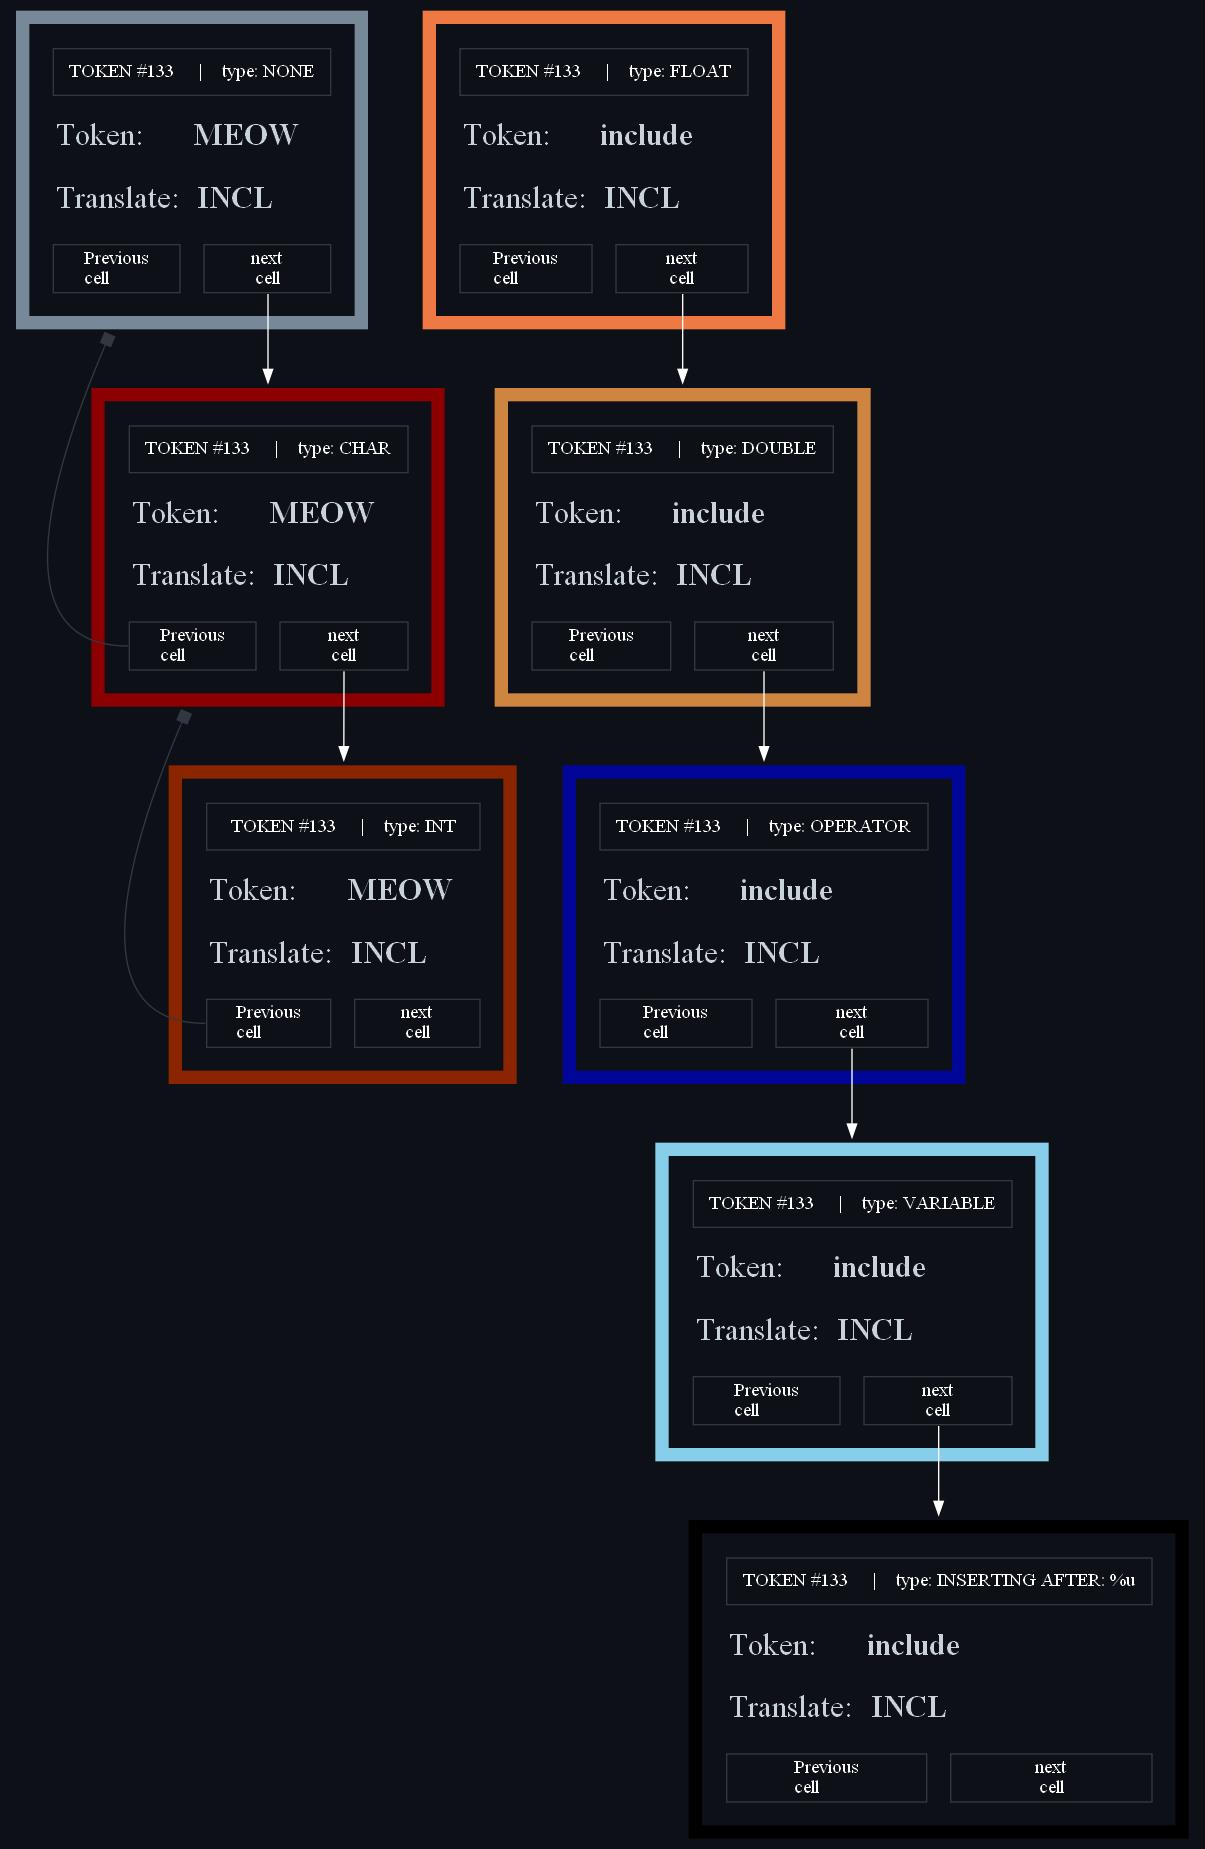 TOKEN #133 | type: NONE
Token: MEOW
Translate: INCL
Previous cell
next cell
TOKEN #133 | type: FLOAT
Token: include
Translate: INCL
Previous cell
next cell
TOKEN #133 | type: CHAR
Token: MEOW
Translate: INCL
Previous cell
next cell
TOKEN #133 | type: DOUBLE
Token: include
Translate: INCL
Previous cell
next cell
TOKEN #133 | type: INT
Token: MEOW
Translate: INCL
Previous cell
next cell
TOKEN #133 | type: OPERATOR
Token: include
Translate: INCL
Previous cell
next cell
TOKEN #133 | type: VARIABLE
Token: include
Translate: INCL
Previous cell
next cell
TOKEN #133 | type: INSERTING AFTER: %u
Token: include
Translate: INCL
Previous cell
next cell